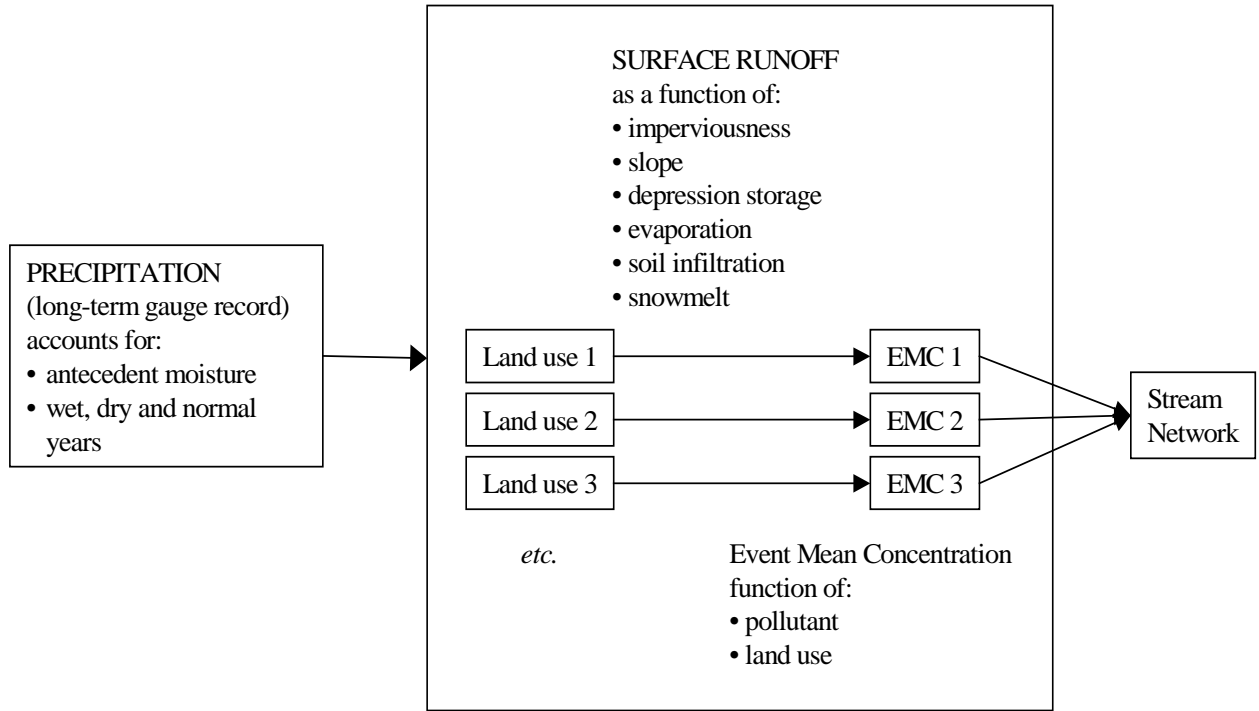 PRECIPITATION
(long-term gauge record)
accounts for:
• antecedent moisture
• wet, dry and normal
years
SURFACE RUNOFF
as a function of:
• imperviousness
• slope
• depression storage
• evaporation
• soil infiltration
• snowmelt
Land use 1
EMC 1
Land use 2
EMC 2
Land use 3
EMC 3
etc.
Event Mean Concentration
function of:
• pollutant
• land use
Stream
Network